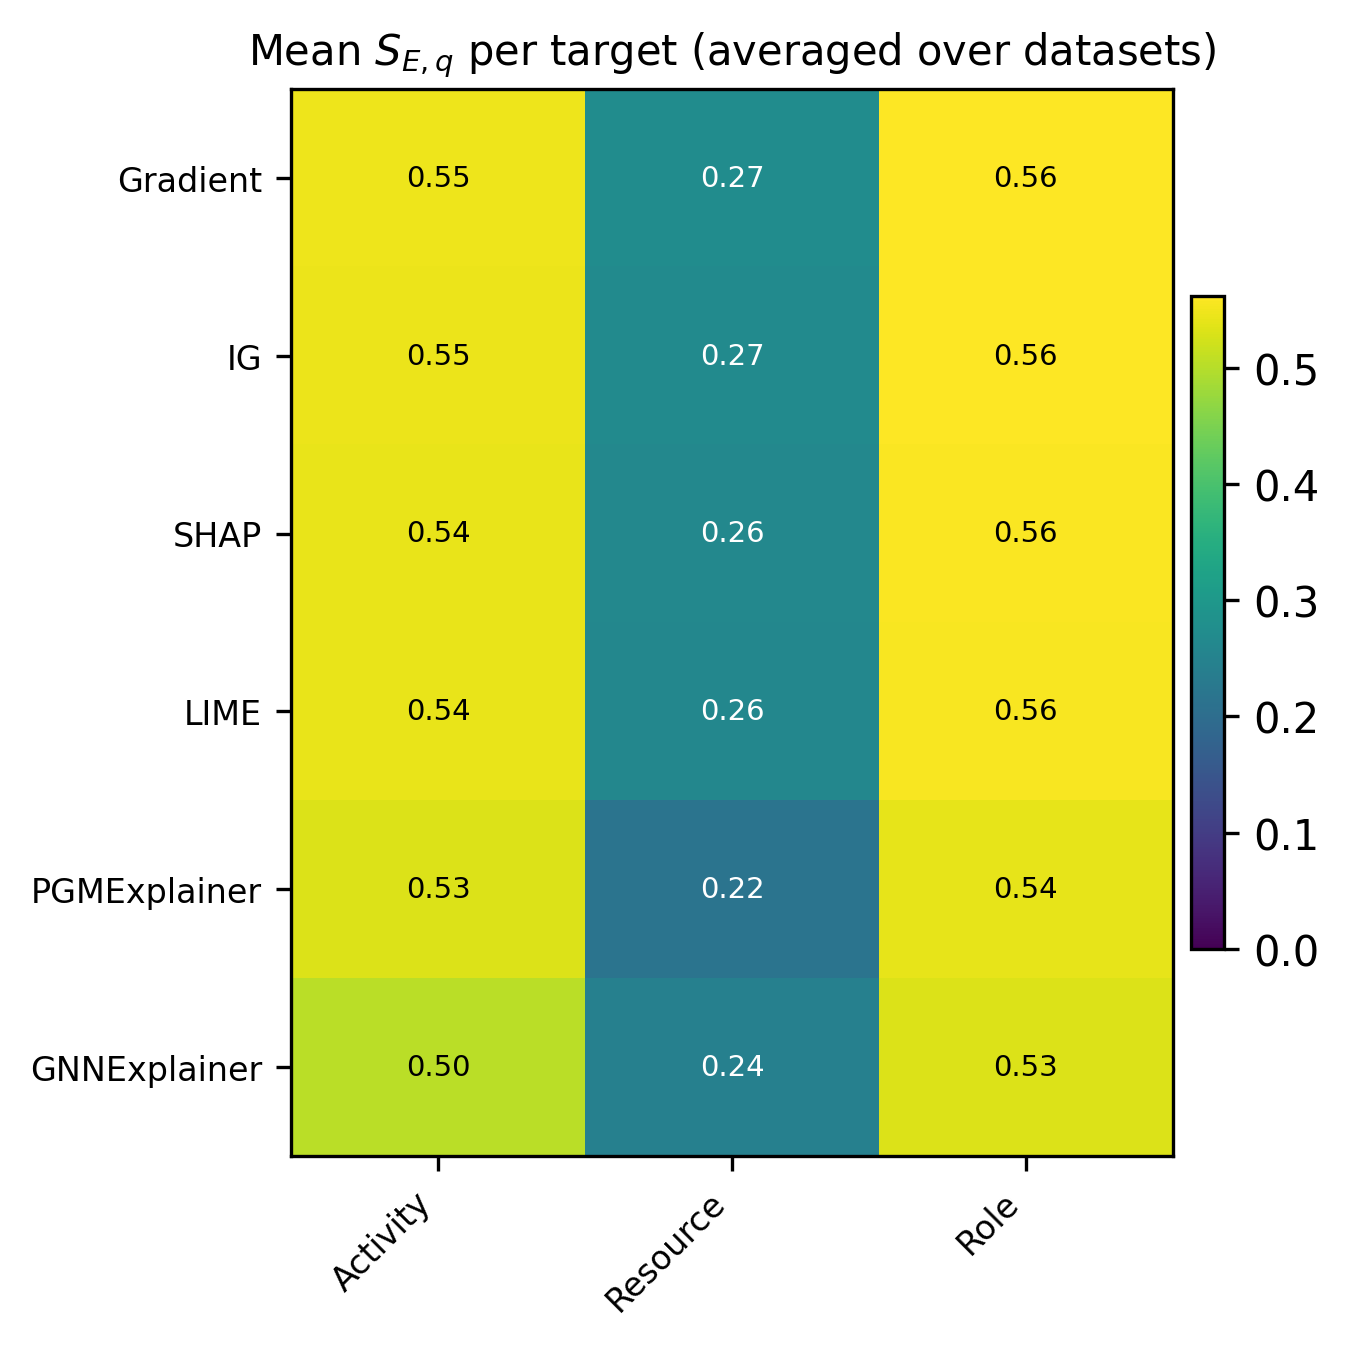 Mean S_{E,q} per target (averaged over datasets)
Gradient 0.55 0.27 0.56
IG 0.55 0.27 0.56
SHAP 0.54 0.26 0.56
LIME 0.54 0.26 0.56
PGMExplainer 0.53 0.22 0.54
GNNExplainer 0.50 0.24 0.53
Activity Resource Role
0.5
0.4
0.3
0.2
0.1
0.0